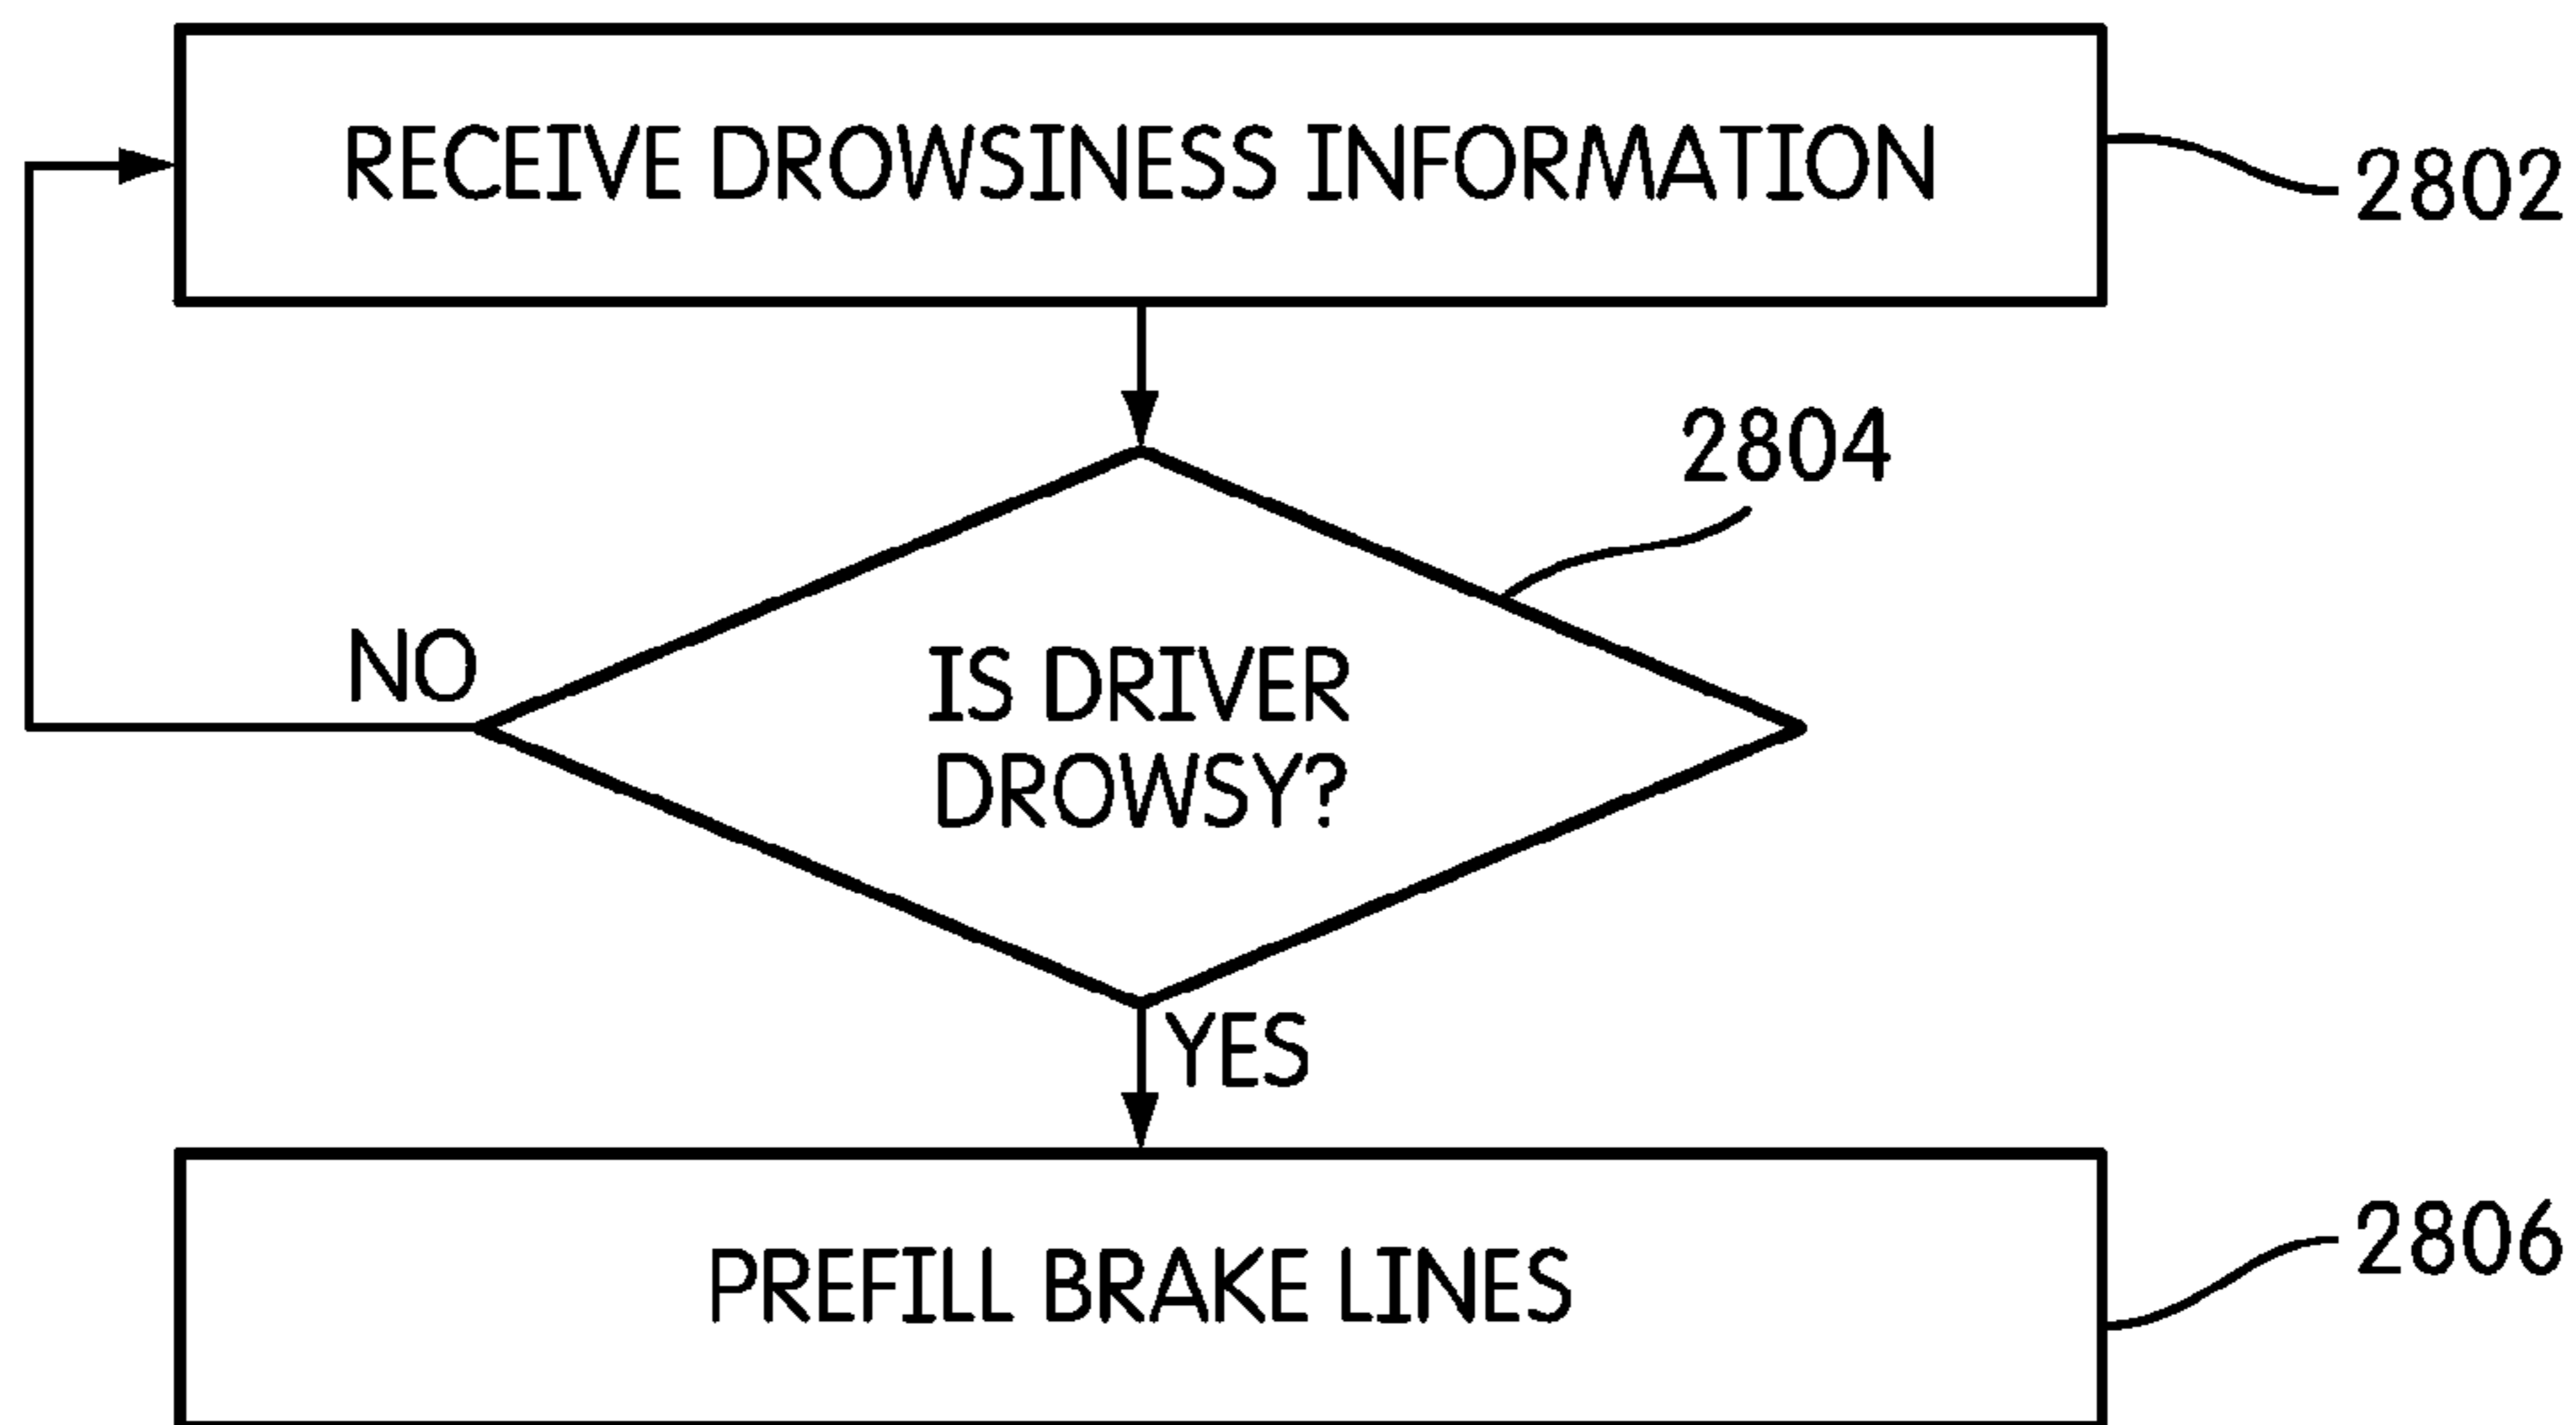 RECEIVE DROWSINESS INFORMATION
2802
2804
NO
IS DRIVER
DROWSY?
YES
PREFILL BRAKE LINES
2806